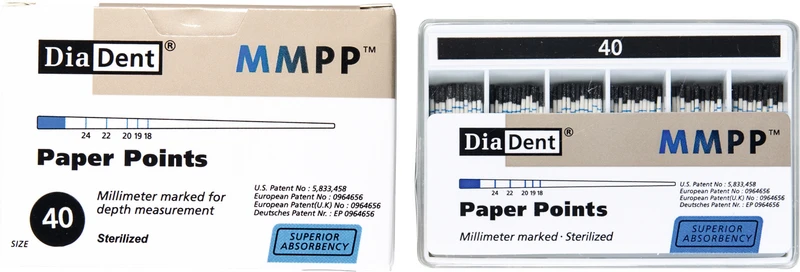 DiaDent® MMPP™
24 22 20 19 18
Paper Points
Millimeter marked for
depth measurement
Sterilized
SIZE 40
U.S. Patent No : 5,833,458
European Patent No : 0964656
European Patent(U.K) No : 0964656
Deutsches Patent Nr. : EP 0964656
SUPERIOR
ABSORBENCY
40
DiaDent® MMPP™
24 22 20 19 18
Paper Points
Millimeter marked · Sterilized
U.S. Patent No : 5,833,458
European Patent No : 0964656
European Patent(U.K) No : 0964656
Deutsches Patent Nr. : EP 0964656
SUPERIOR
ABSORBENCY